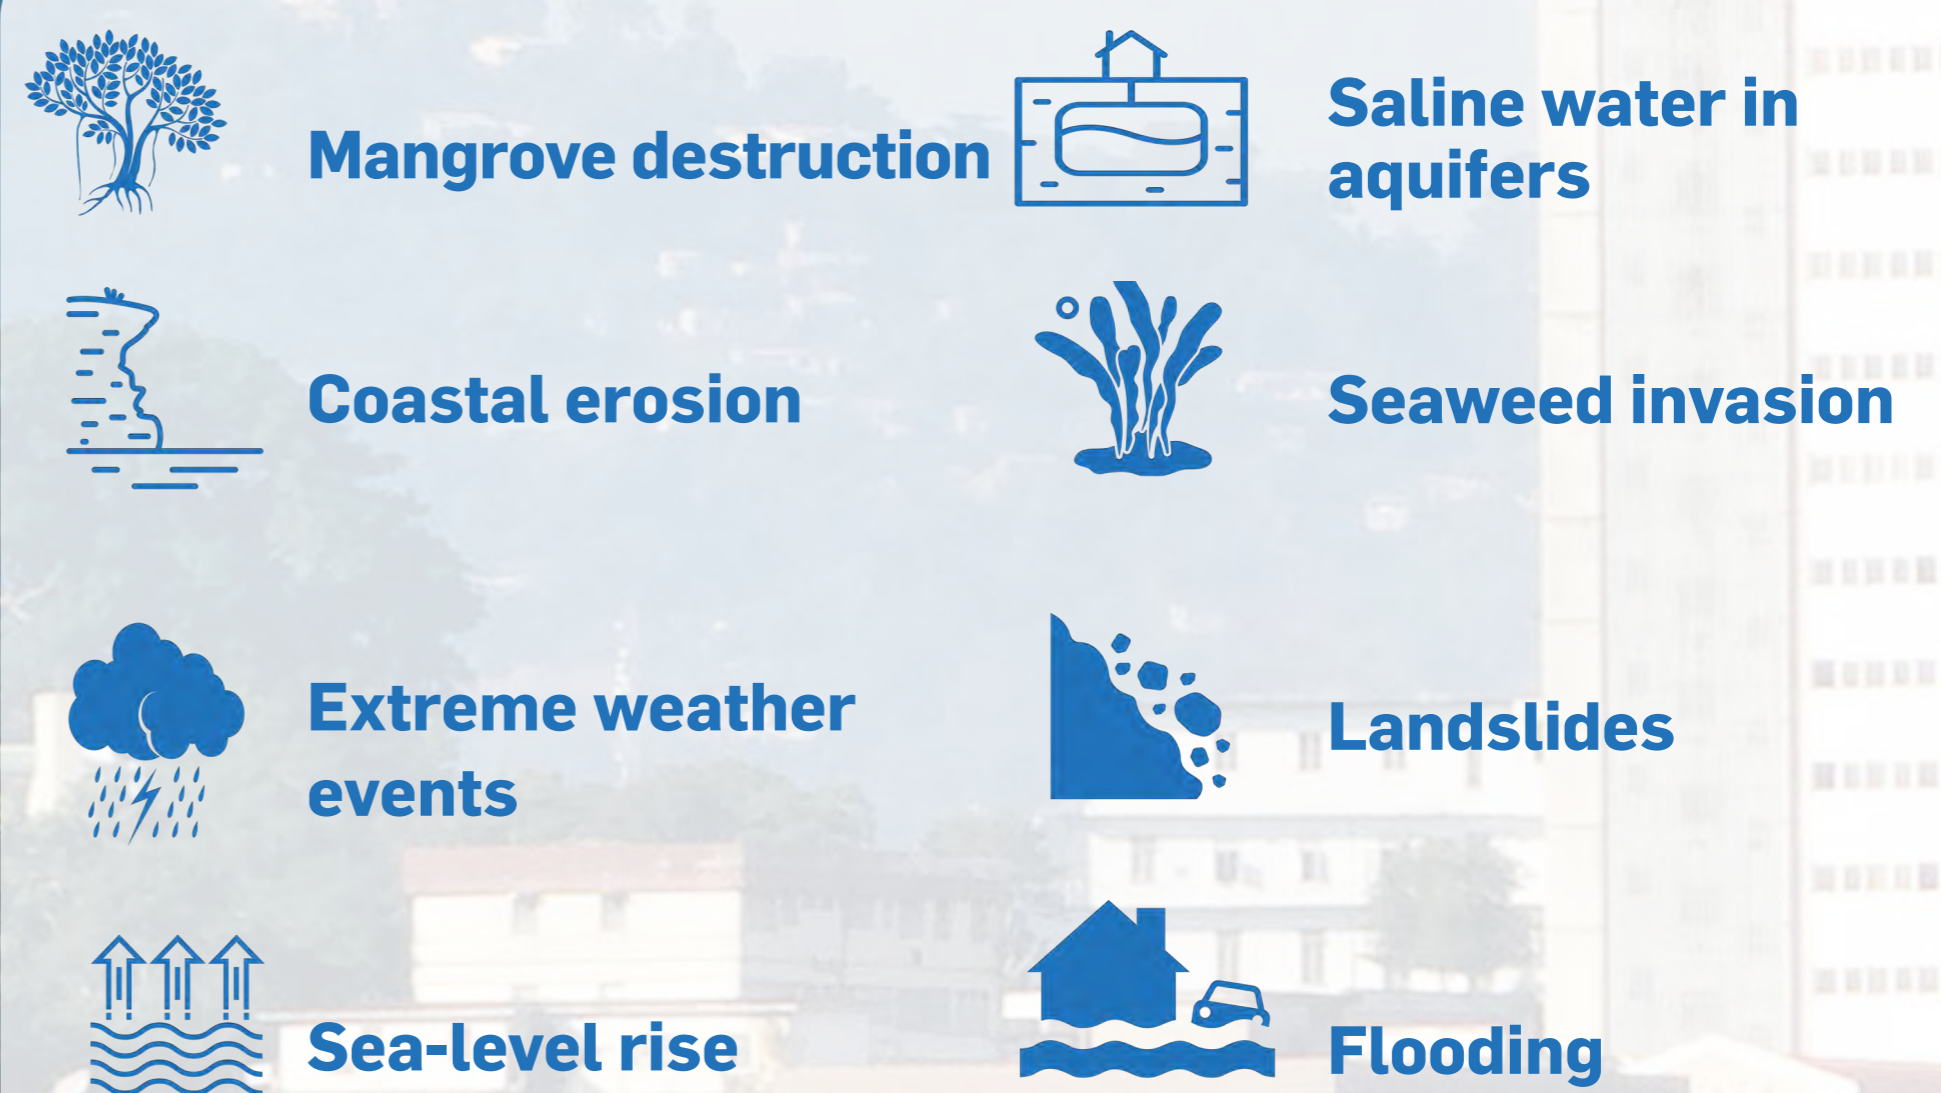 Mangrove destruction
Saline water in
aquifers
Coastal erosion
Seaweed invasion
Extreme weather
events
Landslides
Sea-level rise
Flooding